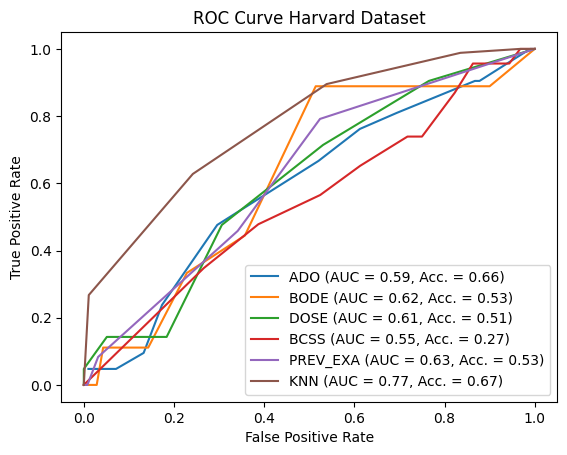 ROC Curve Harvard Dataset
True Positive Rate
1.0
0.8
0.6
0.4
0.2
0.0
ADO (AUC = 0.59, Acc. = 0.66)
BODE (AUC = 0.62, Acc. = 0.53)
DOSE (AUC = 0.61, Acc. = 0.51)
BCSS (AUC = 0.55, Acc. = 0.27)
PREV_EXA (AUC = 0.63, Acc. = 0.53)
KNN (AUC = 0.77, Acc. = 0.67)
0.0 0.2 0.4 0.6 0.8 1.0
False Positive Rate